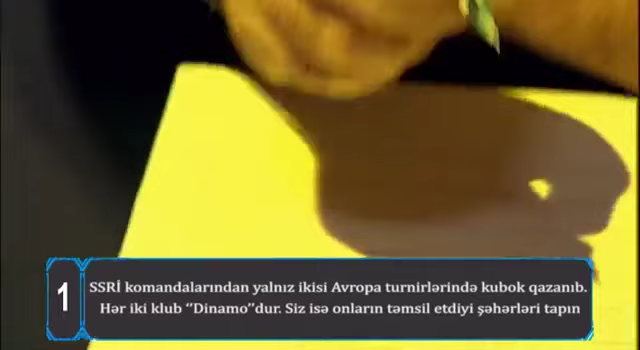 1
SSRİ komandalarından yalnız ikisi Avropa turnirlərində kubok qazanıb.
Hər iki klub "Dinamo"dur. Siz isə onların təmsil etdiyi şəhərləri tapın